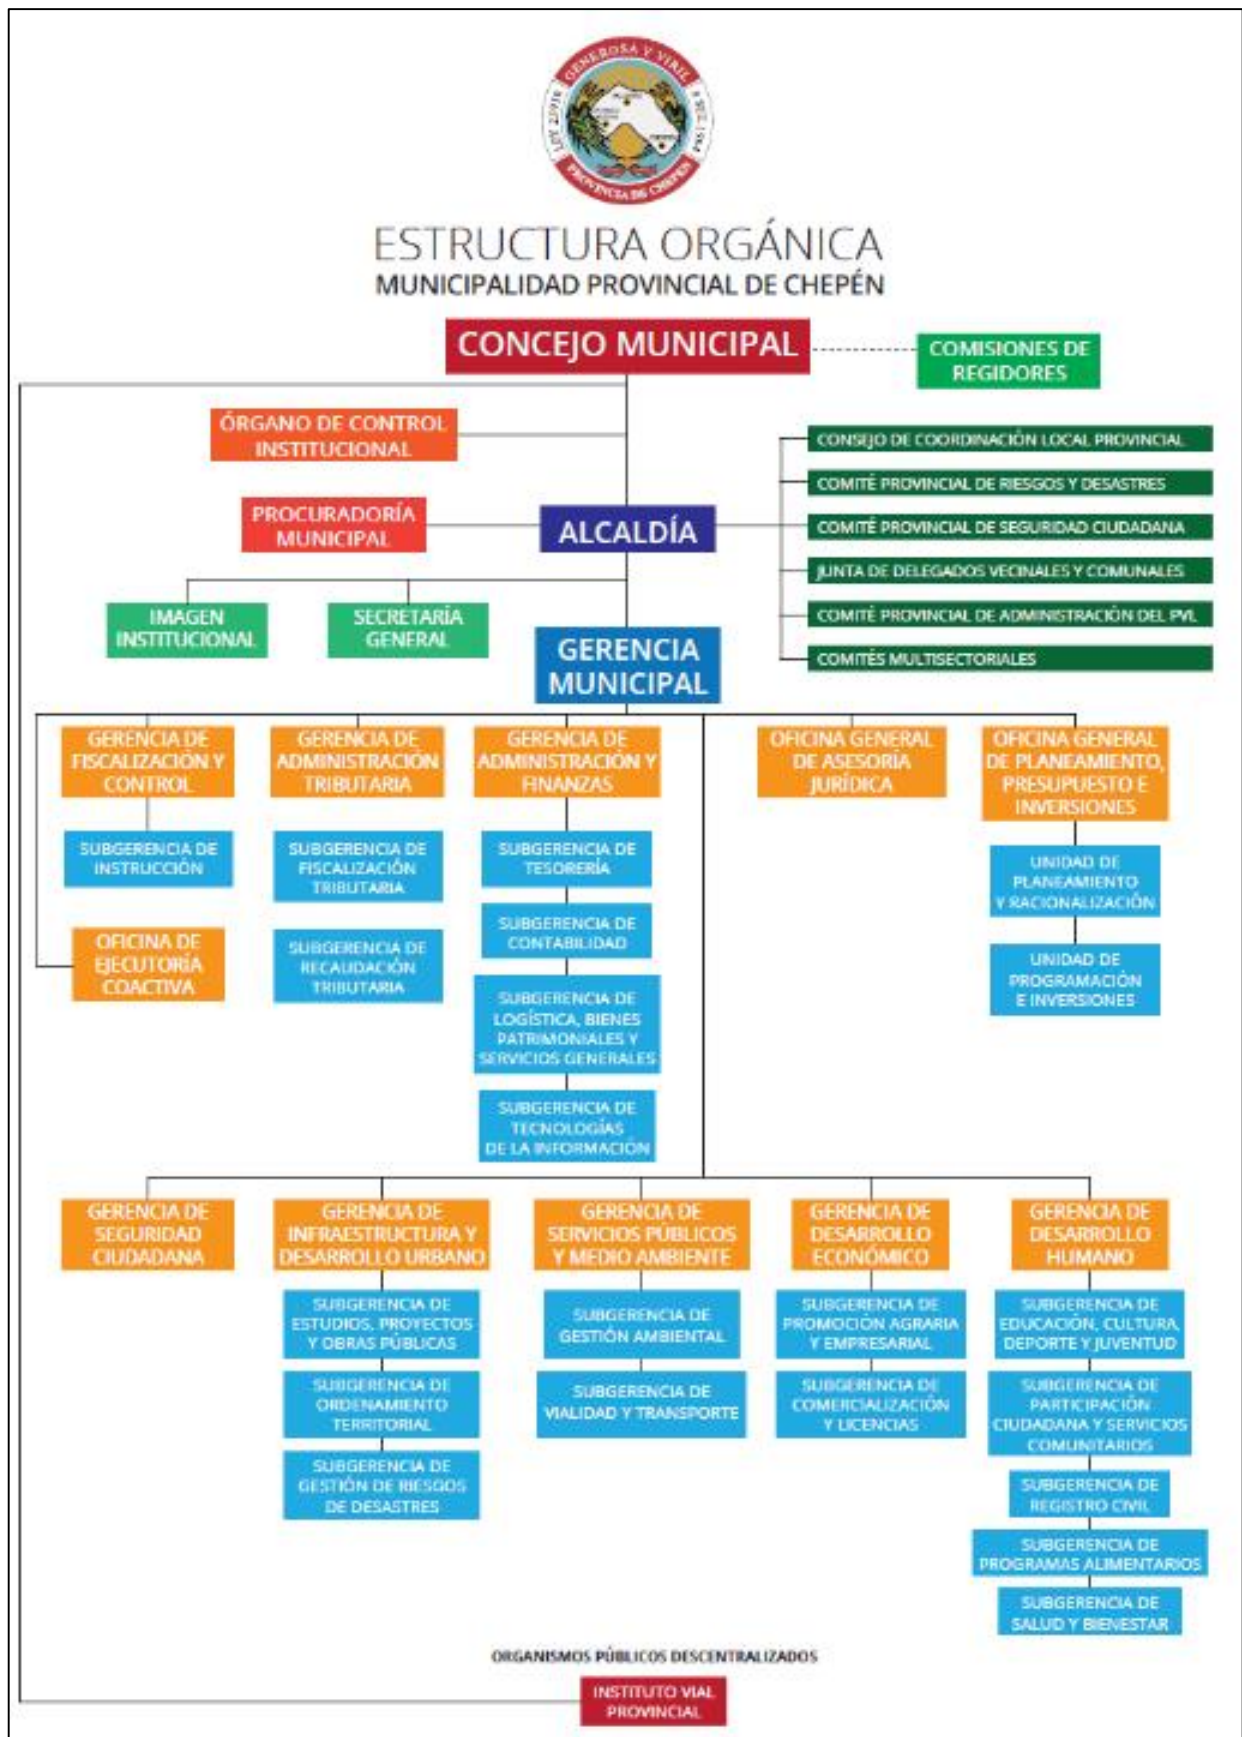 GENEROSA Y VIRIL
PROVINCIA DE CHEPÉN
ESTRUCTURA ORGÁNICA
MUNICIPALIDAD PROVINCIAL DE CHEPÉN
CONCEJO MUNICIPAL
COMISIONES DE
REGIDORES
ÓRGANO DE CONTROL
INSTITUCIONAL
PROCURADORÍA
MUNICIPAL
ALCALDÍA
CONSEJO DE COORDINACIÓN LOCAL PROVINCIAL
COMITÉ PROVINCIAL DE RIESGOS Y DESASTRES
COMITÉ PROVINCIAL DE SEGURIDAD CIUDADANA
JUNTA DE DELEGADOS VECINALES Y COMUNALES
COMITÉ PROVINCIAL DE ADMINISTRACIÓN DEL PVL
COMITÉS MULTISECTORIALES
IMAGEN
INSTITUCIONAL
SECRETARÍA
GENERAL
GERENCIA
MUNICIPAL
GERENCIA DE
FISCALIZACIÓN Y
CONTROL
SUBGERENCIA DE
INSTRUCCIÓN
OFICINA DE
EJECUTORÍA
COACTIVA
GERENCIA DE
ADMINISTRACIÓN
TRIBUTARIA
SUBGERENCIA DE
FISCALIZACIÓN
TRIBUTARIA
SUBGERENCIA DE
RECAUDACIÓN
TRIBUTARIA
GERENCIA DE
ADMINISTRACIÓN Y
FINANZAS
SUBGERENCIA DE
TESORERÍA
SUBGERENCIA DE
CONTABILIDAD
SUBGERENCIA DE
LOGÍSTICA, BIENES
PATRIMONIALES Y
SERVICIOS GENERALES
SUBGERENCIA DE
TECNOLOGÍAS
DE LA INFORMACIÓN
OFICINA GENERAL
DE ASESORÍA
JURÍDICA
OFICINA GENERAL
DE PLANEAMIENTO,
PRESUPUESTO E
INVERSIONES
UNIDAD DE
PLANEAMIENTO
Y RACIONALIZACIÓN
UNIDAD DE
PROGRAMACIÓN
E INVERSIONES
GERENCIA DE
SEGURIDAD
CIUDADANA
GERENCIA DE
INFRAESTRUCTURA Y
DESARROLLO URBANO
SUBGERENCIA DE
ESTUDIOS, PROYECTOS
Y OBRAS PÚBLICAS
SUBGERENCIA DE
ORDENAMIENTO
TERRITORIAL
SUBGERENCIA DE
GESTIÓN DE RIESGOS
DE DESASTRES
GERENCIA DE
SERVICIOS PÚBLICOS
Y MEDIO AMBIENTE
SUBGERENCIA DE
GESTIÓN AMBIENTAL
SUBGERENCIA DE
VIALIDAD Y TRANSPORTE
GERENCIA DE
DESARROLLO
ECONÓMICO
SUBGERENCIA DE
PROMOCIÓN AGRARIA
Y EMPRESARIAL
SUBGERENCIA DE
COMERCIALIZACIÓN
Y LICENCIAS
GERENCIA DE
DESARROLLO
HUMANO
SUBGERENCIA DE
EDUCACIÓN, CULTURA,
DEPORTE Y JUVENTUD
SUBGERENCIA DE
PARTICIPACIÓN
CIUDADANA Y SERVICIOS
COMUNITARIOS
SUBGERENCIA DE
REGISTRO CIVIL
SUBGERENCIA DE
PROGRAMAS ALIMENTARIOS
SUBGERENCIA DE
SALUD Y BIENESTAR
ORGANISMOS PÚBLICOS DESCENTRALIZADOS
INSTITUTO VIAL
PROVINCIAL